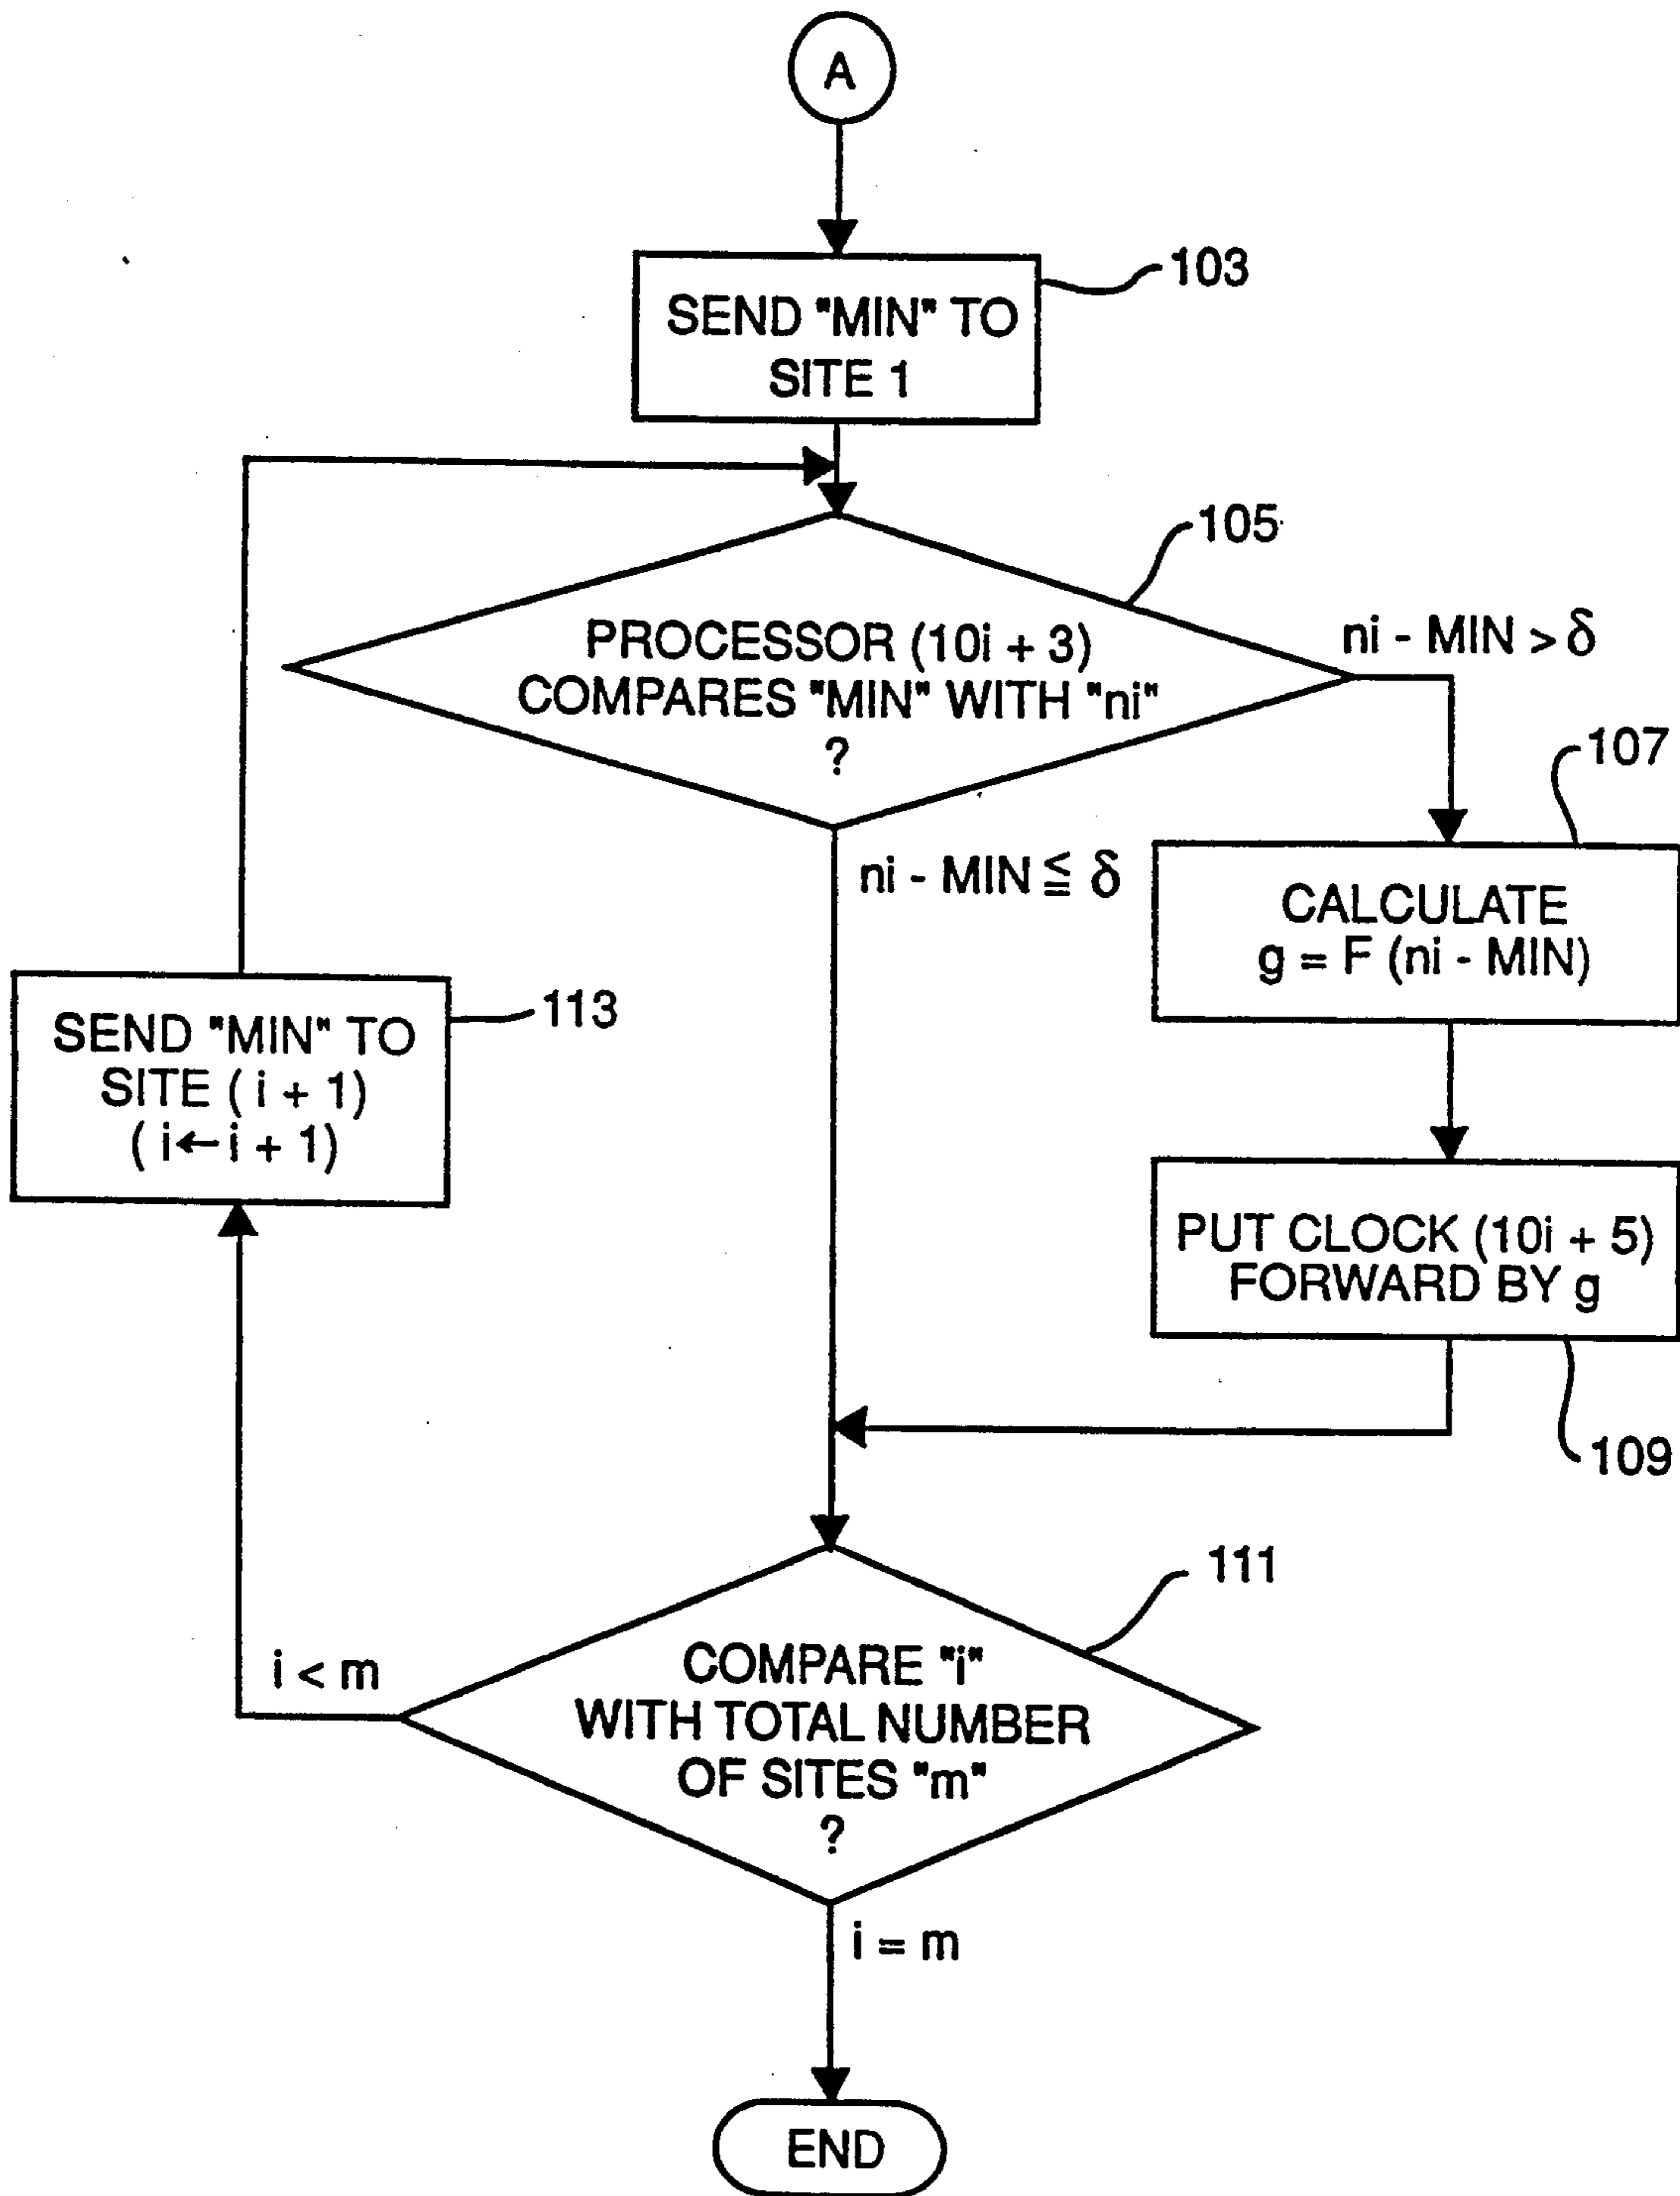 A
SEND "MIN" TO
SITE 1
103
PROCESSOR (10i + 3)
COMPARES "MIN" WITH "ni"
?
105
ni - MIN > δ
ni - MIN ≦ δ
107
CALCULATE
g = F (ni - MIN)
SEND "MIN" TO
SITE ( i + 1)
( i ← i + 1)
113
PUT CLOCK (10i + 5)
FORWARD BY g
109
111
COMPARE "i"
WITH TOTAL NUMBER
OF SITES "m"
?
i < m
i = m
END